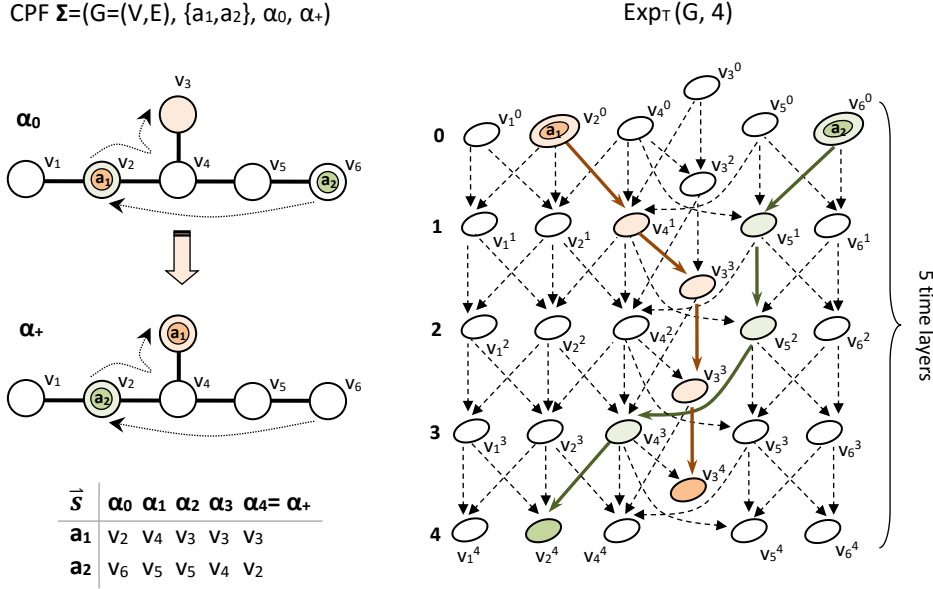 CPF Σ=(G=(V,E), {a₁,a₂}, α₀, α₊)
α₀
v₃
v₁ v₂ v₄ v₅ v₆
a₁ a₂
α₊
v₃
a₁
v₁ v₂ v₄ v₅ v₆
a₂
s⃗ α₀ α₁ α₂ α₃ α₄= α₊
a₁ v₂ v₄ v₃ v₃ v₃
a₂ v₆ v₅ v₅ v₄ v₂
Expᴛ(G, 4)
v₃⁰
v₁⁰ v₂⁰ v₄⁰ v₅⁰ v₆⁰
0 a₁ a₂
v₃²
1
v₁¹ v₂¹ v₄¹ v₅¹ v₆¹
v₃³
2
v₁² v₂² v₄² v₅² v₆²
v₃³
3
v₁³ v₂³ v₄³ v₅³ v₆³
v₃⁴
4
v₁⁴ v₂⁴ v₄⁴ v₅⁴ v₆⁴
5 time layers